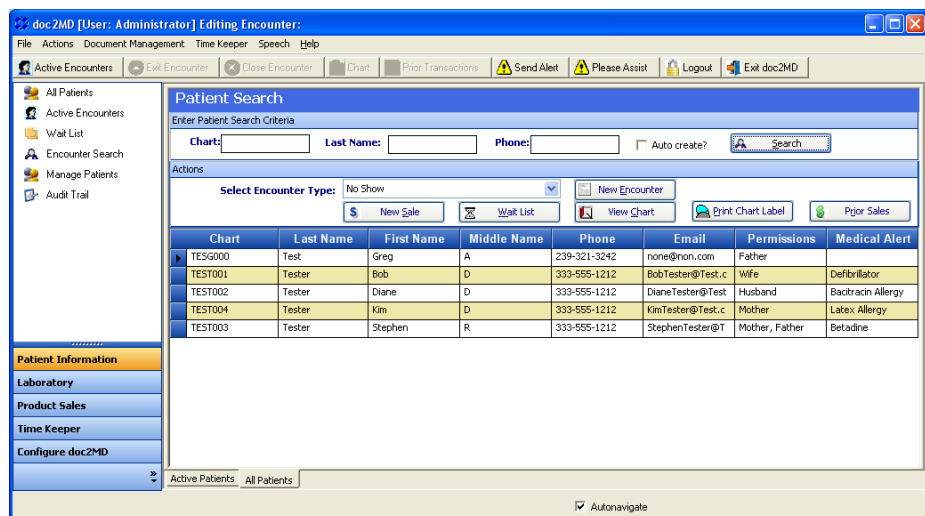 doc2MD [User: Administrator] Editing Encounter:
File Actions Document Management Time Keeper Speech Help
Active Encounters Exit Encounter Close Encounter Chart Prior Transactions Send Alert Please Assist Logout Exit doc2MD
All Patients
Active Encounters
Wait List
Encounter Search
Manage Patients
Audit Trail
Patient Information
Laboratory
Product Sales
Time Keeper
Configure doc2MD
Patient Search
Enter Patient Search Criteria
Chart: Last Name: Phone: Auto create? Search
Actions
Select Encounter Type: No Show New Encounter
$ New Sale Wait List View Chart Print Chart Label $ Prior Sales
Chart Last Name First Name Middle Name Phone Email Permissions Medical Alert
TESG000 Test Greg A 239-321-3242 none@non.com Father
TEST001 Tester Bob D 333-555-1212 BobTester@Test.c Wife Defibrillator
TEST002 Tester Diane D 333-555-1212 DianeTester@Test Husband Bacitracin Allergy
TEST004 Tester Kim D 333-555-1212 KimTester@Test.c Mother Latex Allergy
TEST003 Tester Stephen R 333-555-1212 StephenTester@T Mother, Father Betadine
Active Patients All Patients
Autonavigate